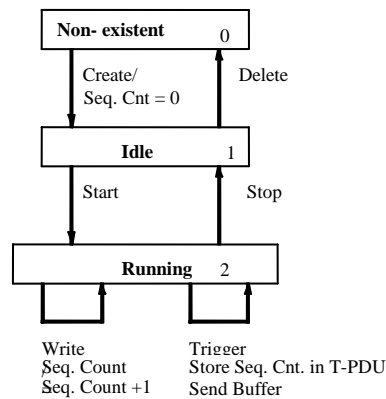 Non- existent 0
Create/
Seq. Cnt = 0
Delete
Idle 1
Start
Stop
Running 2
Write
Seq. Count
Seq. Count +1
Trigger
Store Seq. Cnt. in T-PDU
Send Buffer